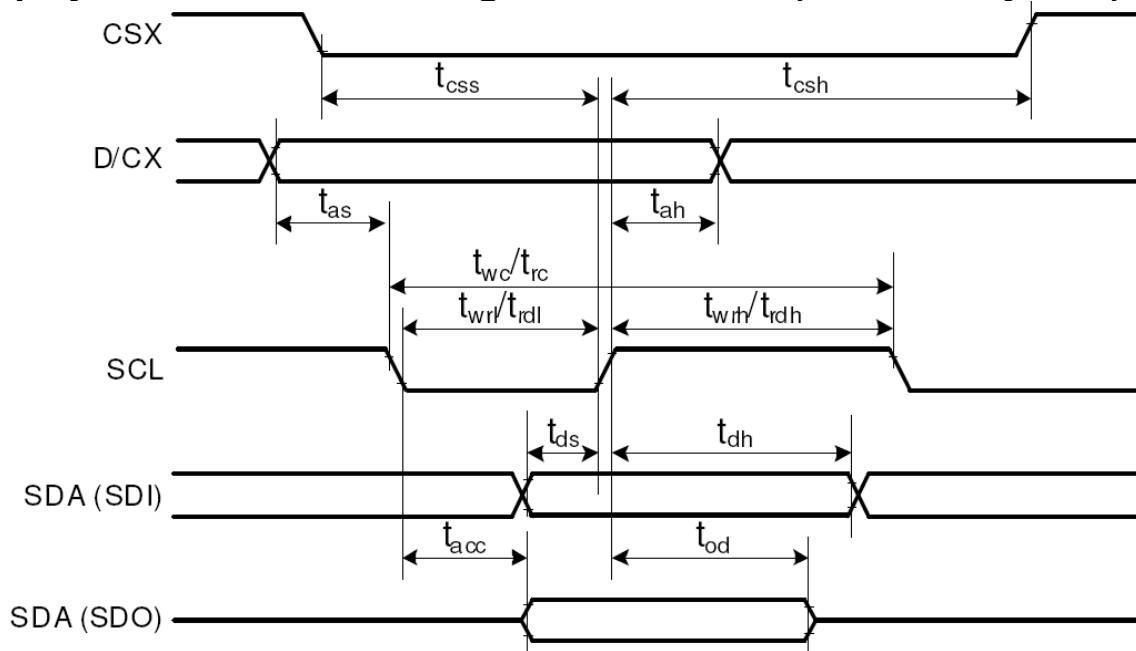 CSX
tcss
tcsh
D/CX
tas
tah
twc/trc
twrl/trdl
twrh/trdh
SCL
tds
tdh
SDA (SDI)
tacc
tod
SDA (SDO)